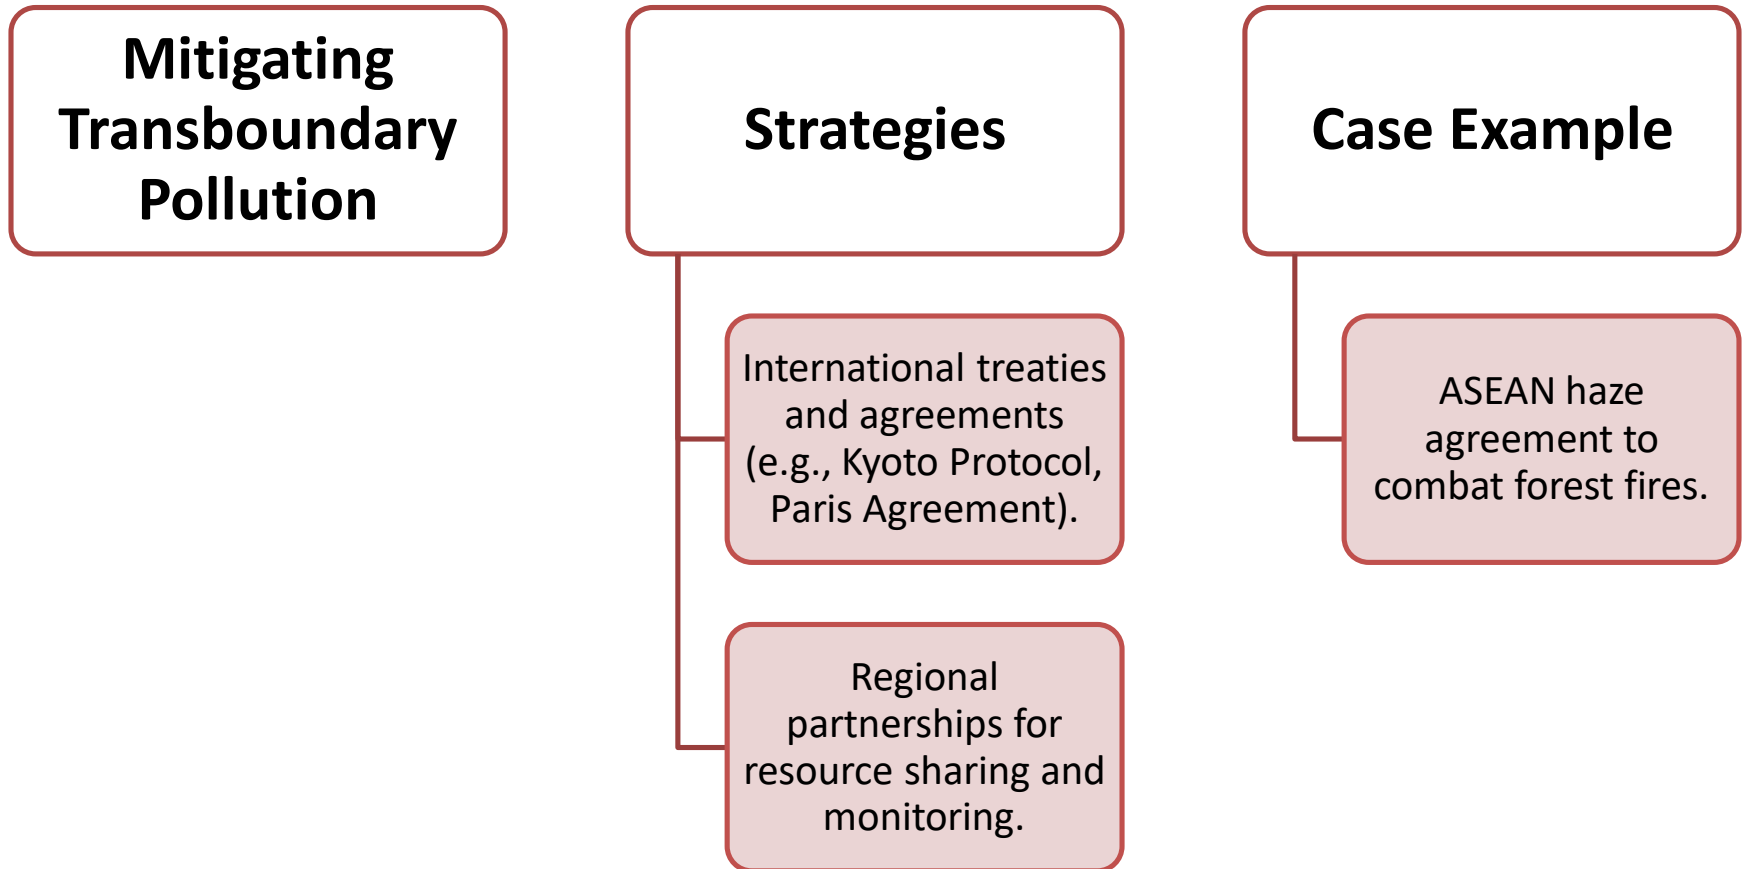 Mitigating
Transboundary
Pollution
Strategies
International treaties
and agreements
(e.g., Kyoto Protocol,
Paris Agreement).
Regional
partnerships for
resource sharing and
monitoring.
Case Example
ASEAN haze
agreement to
combat forest fires.